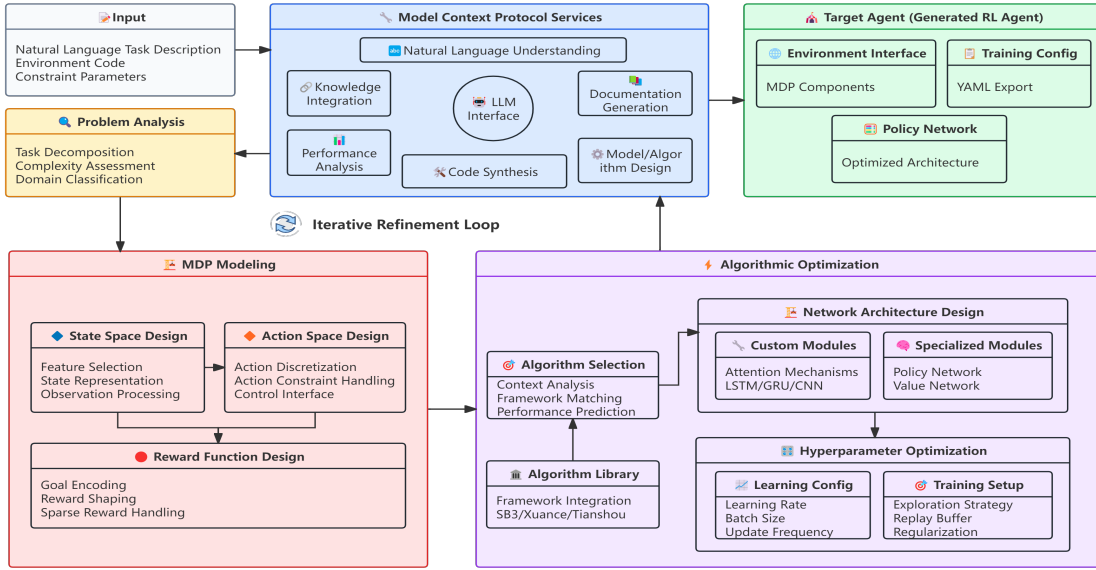 Input
Natural Language Task Description
Environment Code
Constraint Parameters
Problem Analysis
Task Decomposition
Complexity Assessment
Domain Classification
Model Context Protocol Services
abc Natural Language Understanding
Knowledge
Integration
LLM
Interface
Documentation
Generation
Performance
Analysis
Code Synthesis
Model/Algor
ithm Design
Target Agent (Generated RL Agent)
Environment Interface
MDP Components
Training Config
YAML Export
Policy Network
Optimized Architecture
Iterative Refinement Loop
MDP Modeling
State Space Design
Feature Selection
State Representation
Observation Processing
Action Space Design
Action Discretization
Action Constraint Handling
Control Interface
Reward Function Design
Goal Encoding
Reward Shaping
Sparse Reward Handling
Algorithmic Optimization
Algorithm Selection
Context Analysis
Framework Matching
Performance Prediction
Algorithm Library
Framework Integration
SB3/Xuance/Tianshou
Network Architecture Design
Custom Modules
Attention Mechanisms
LSTM/GRU/CNN
Specialized Modules
Policy Network
Value Network
Hyperparameter Optimization
Learning Config
Learning Rate
Batch Size
Update Frequency
Training Setup
Exploration Strategy
Replay Buffer
Regularization